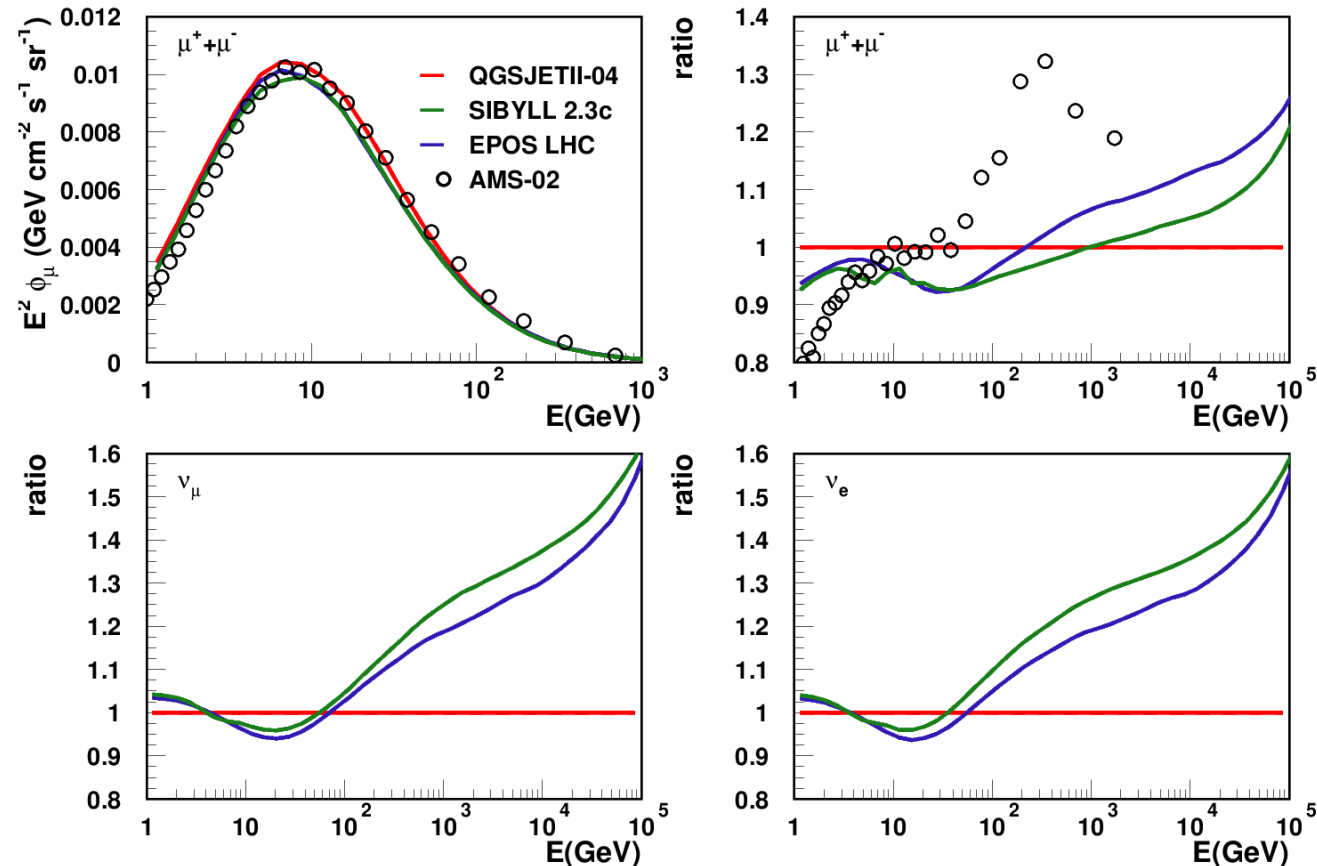 E² ϕμ (GeV cm⁻² s⁻¹ sr⁻¹)
0.012
0.01
0.008
0.006
0.004
0.002
0
μ⁺+μ⁻
QGSJETII-04
SIBYLL 2.3c
EPOS LHC
AMS-02
1 10 10² 10³
E(GeV)
ratio
1.4
1.3
1.2
1.1
1
0.9
0.8
μ⁺+μ⁻
1 10 10² 10³ 10⁴ 10⁵
E(GeV)
ratio
1.6
1.5
1.4
1.3
1.2
1.1
1
0.9
0.8
νμ
1 10 10² 10³ 10⁴ 10⁵
E(GeV)
ratio
1.6
1.5
1.4
1.3
1.2
1.1
1
0.9
0.8
νe
1 10 10² 10³ 10⁴ 10⁵
E(GeV)